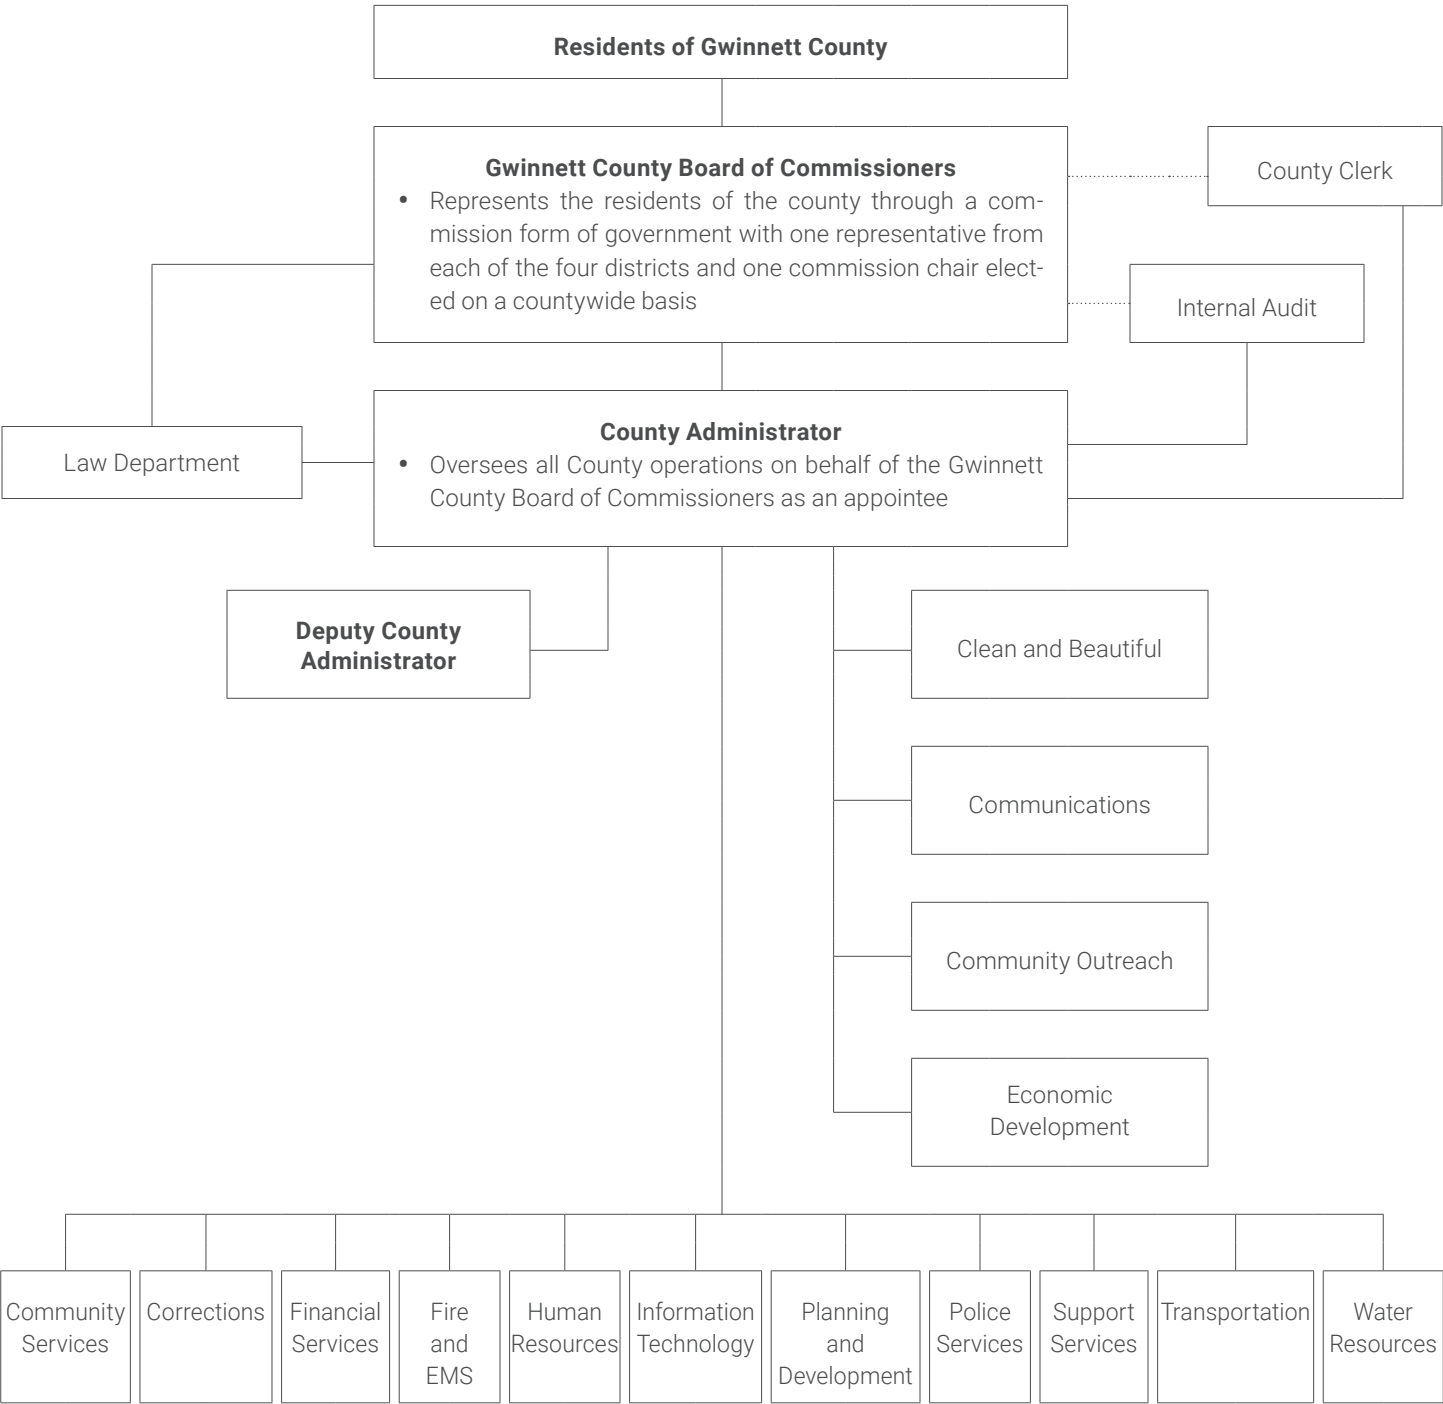 Residents of Gwinnett County
Gwinnett County Board of Commissioners
• Represents the residents of the county through a com-
mission form of government with one representative from
each of the four districts and one commission chair elect-
ed on a countywide basis
County Clerk
Internal Audit
County Administrator
• Oversees all County operations on behalf of the Gwinnett
County Board of Commissioners as an appointee
Law Department
Deputy County
Administrator
Clean and Beautiful
Communications
Community Outreach
Economic
Development
Community
Services
Corrections
Financial
Services
Fire
and
EMS
Human
Resources
Information
Technology
Planning
and
Development
Police
Services
Support
Services
Transportation
Water
Resources